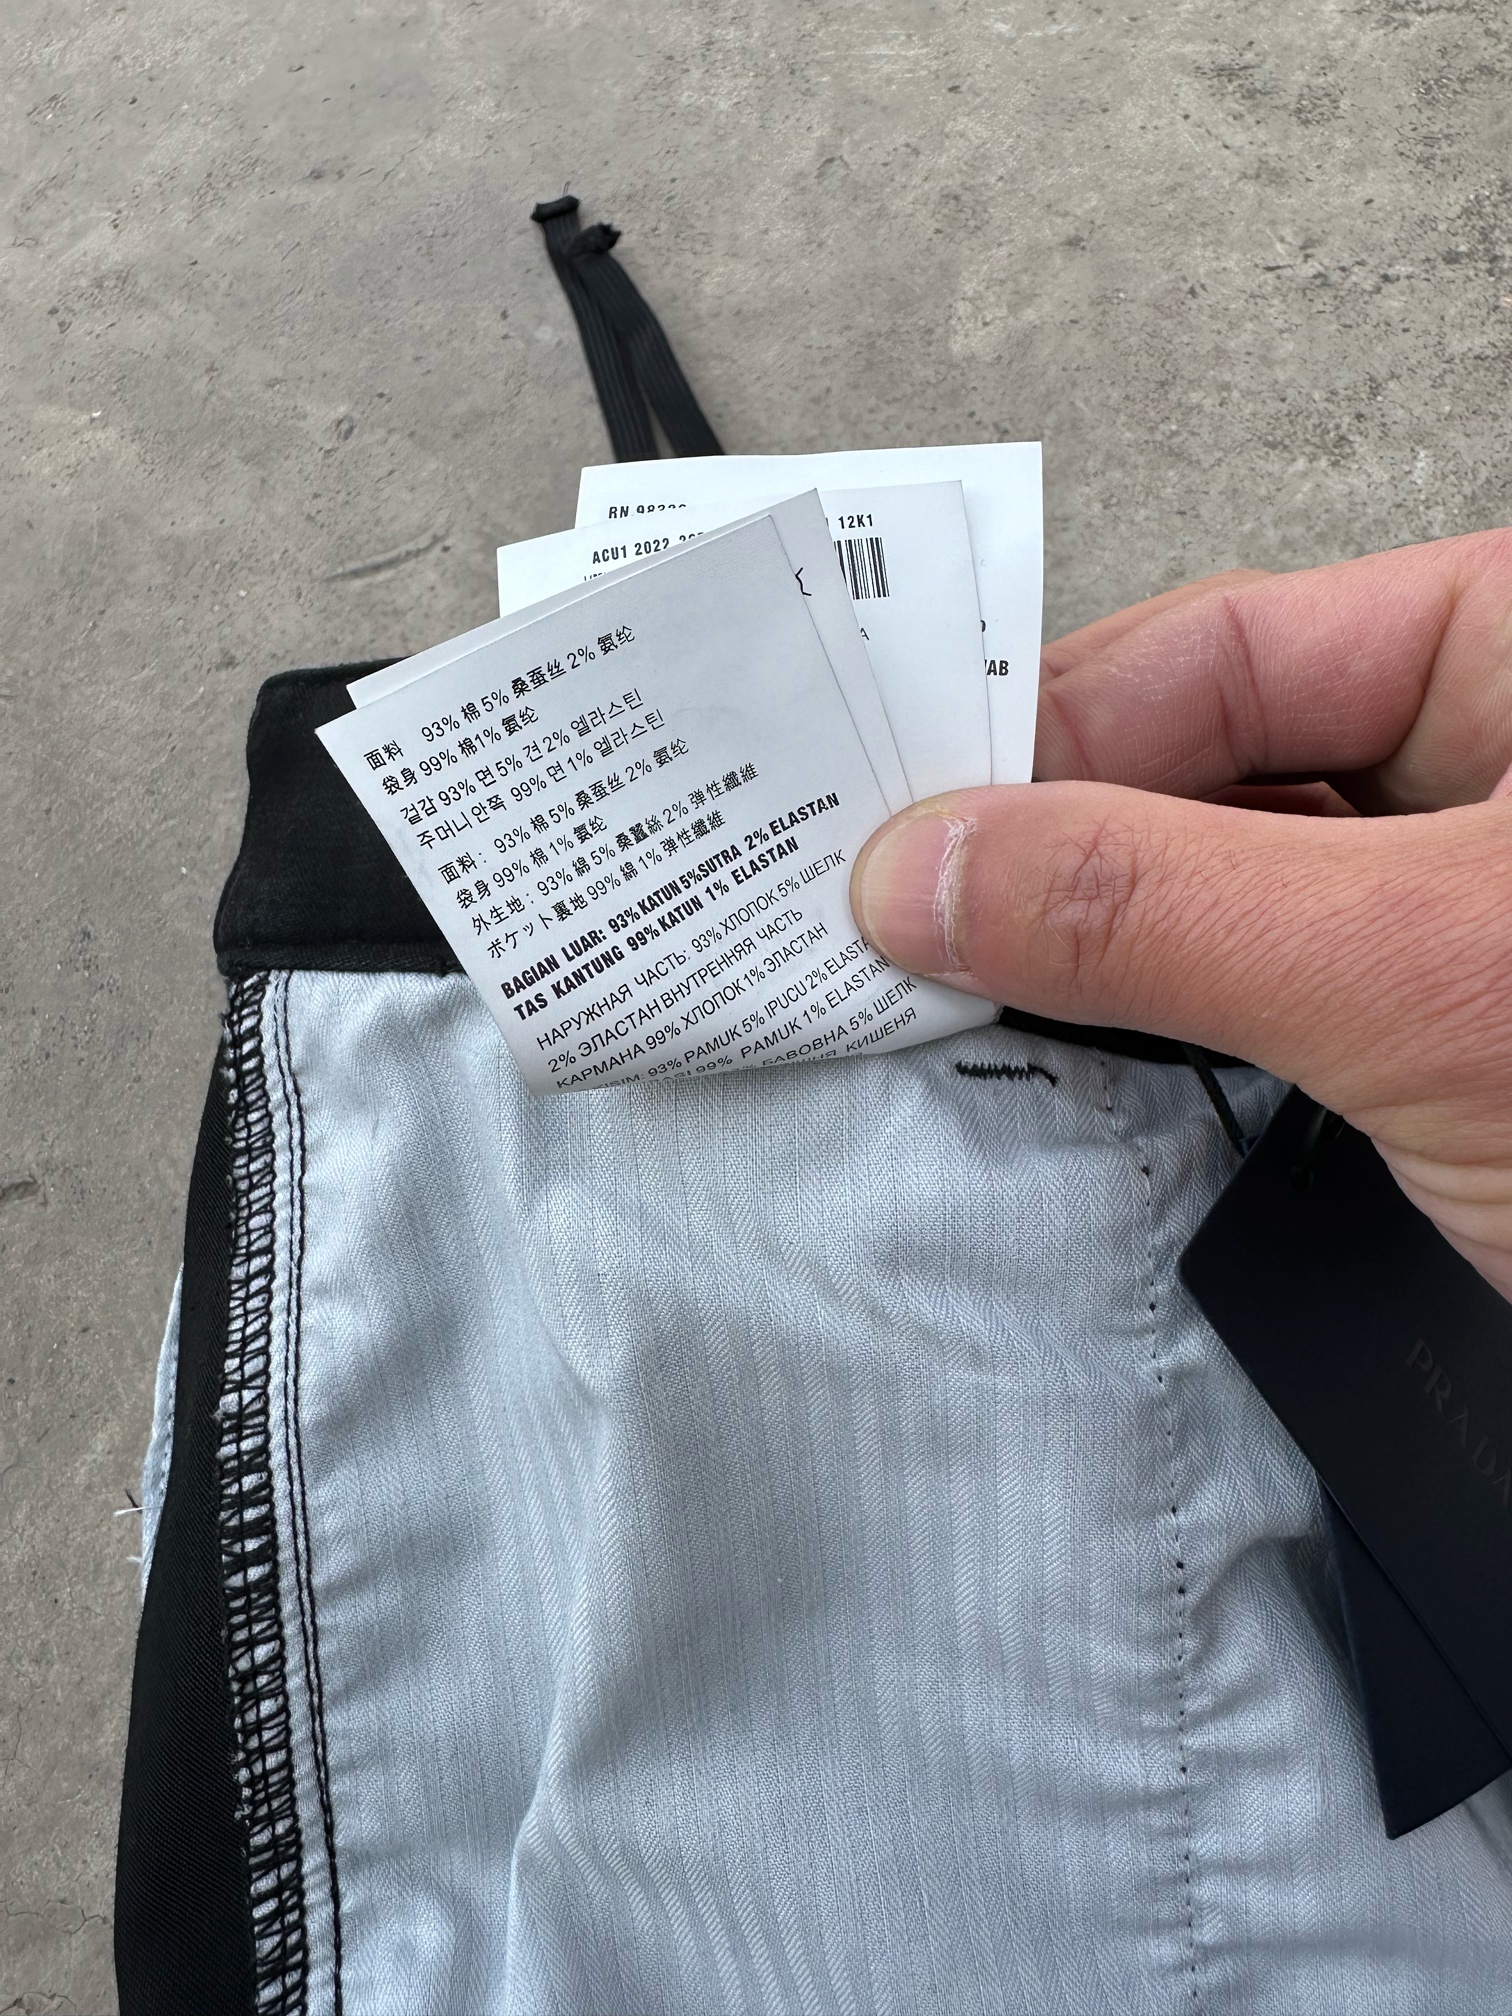 12K1
ACU1 2022
A
/AB
面料 93% 棉 5% 桑蚕丝 2% 氨纶
袋身 99% 棉1% 氨纶
겉감 93% 면 5% 견 2% 엘라스틴
주머니 안쪽 99% 면 1% 엘라스틴
面料: 93% 棉 5% 桑蚕丝 2% 氨纶
袋身 99% 棉 1% 氨纶
外生地: 93% 綿 5% 桑蠶絲 2% 弹性纖維
ポケット裏地 99% 綿 1% 弹性纖維
BAGIAN LUAR: 93% KATUN 5%SUTRA 2% ELASTAN
TAS KANTUNG 99% KATUN 1% ELASTAN
НАРУЖНАЯ ЧАСТЬ: 93% ХЛОПОК 5% ШЕЛК
2% ЭЛАСТАН ВНУТРЕННЯЯ ЧАСТЬ
КАРМАНА 99% ХЛОПОК 1% ЭЛАСТАН
93% PAMUK 5% IPUCU 2%
99% PAMUK 1% ELASTAN
БАВОВНА 5% ШЕЛК
КИШЕНЯ
PRADA